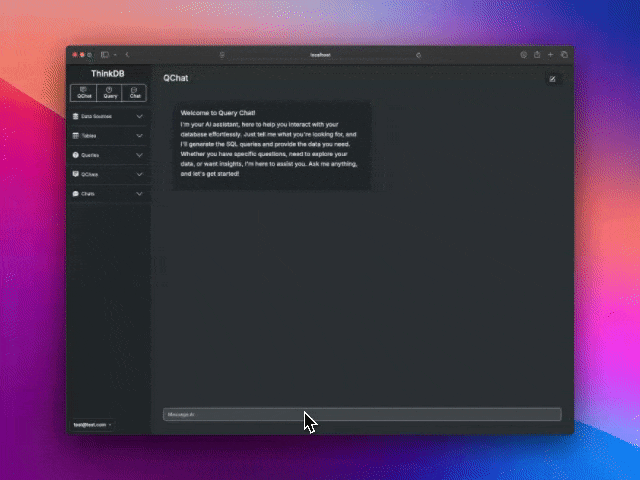 localhost
ThinkDB
QChat
Query
Chat
Data Sources
Tables
Queries
QChats
Chats
test@test.com
QChat
Welcome to Query Chat!
I'm your AI assistant, here to help you interact with your
database effortlessly. Just tell me what you're looking for, and
I'll generate the SQL queries and provide the data you need.
Whether you have specific questions, need to explore your
data, or want insights, I'm here to assist you. Ask me anything,
and let's get started!
Message AI